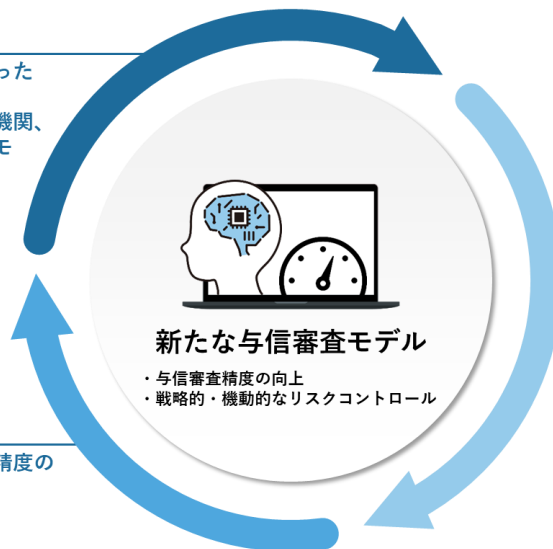 った
機関、
モ
新たな与信審査モデル
・与信審査精度の向上
・戦略的・機動的なリスクコントロール
精度の